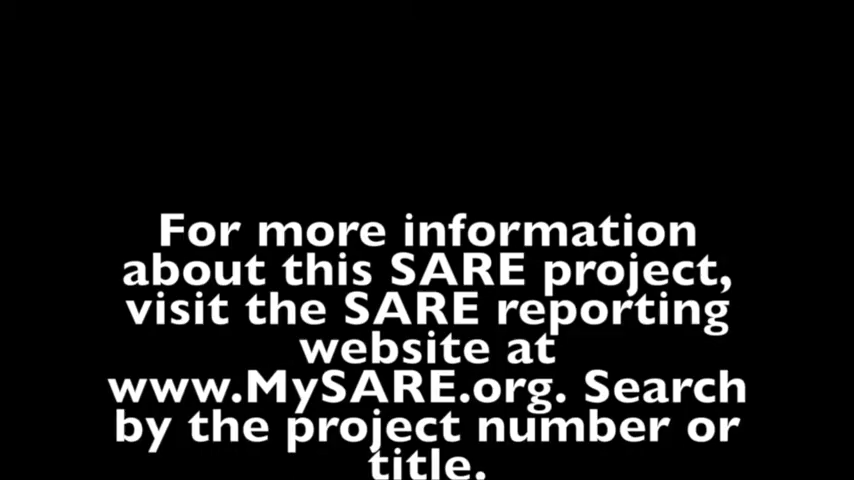 For more information
about this SARE project,
visit the SARE reporting
website at
www.MySARE.org. Search
by the project number or
title.